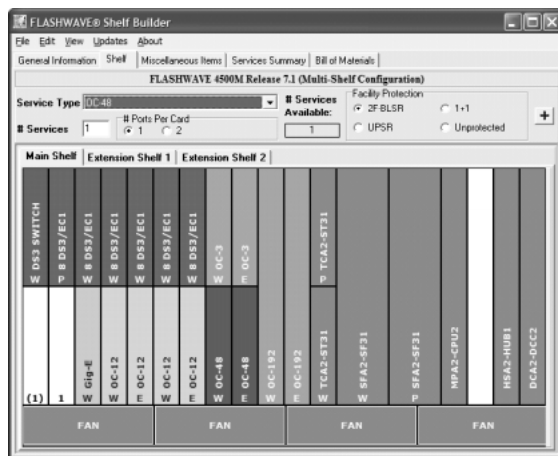 FLASHWAVE® Shelf Builder
File Edit View Updates About
General Information Shelf Miscellaneous Items Services Summary Bill of Materials
FLASHWAVE 4500M Release 7.1 (Multi-Shelf Configuration)
Service Type OC-48
# Services 1
# Ports Per Card
1 2
# Services Available:
1
Facility Protection
2F-BLSR 1+1
UPSR Unprotected
+
Main Shelf Extension Shelf 1 Extension Shelf 2
DS3 SWITCH W
8 DS3/EC1 P
8 DS3/EC1 W
8 DS3/EC1 W
8 DS3/EC1 W
8 DS3/EC1 W
8 DS3/EC1 W
OC-3 W
OC-3 E
TCA2-ST31 P
(1)
1
Gig-E W
OC-12 W
OC-12 E
OC-12 W
OC-12 E
OC-48 W
OC-48 E
OC-192 W
OC-192 E
TCA2-ST31 W
SFA2-SF31 W
SFA2-SF31 P
MPA2-CPU2
HSA2-HUB1
DCA2-DCC2
FAN FAN FAN FAN